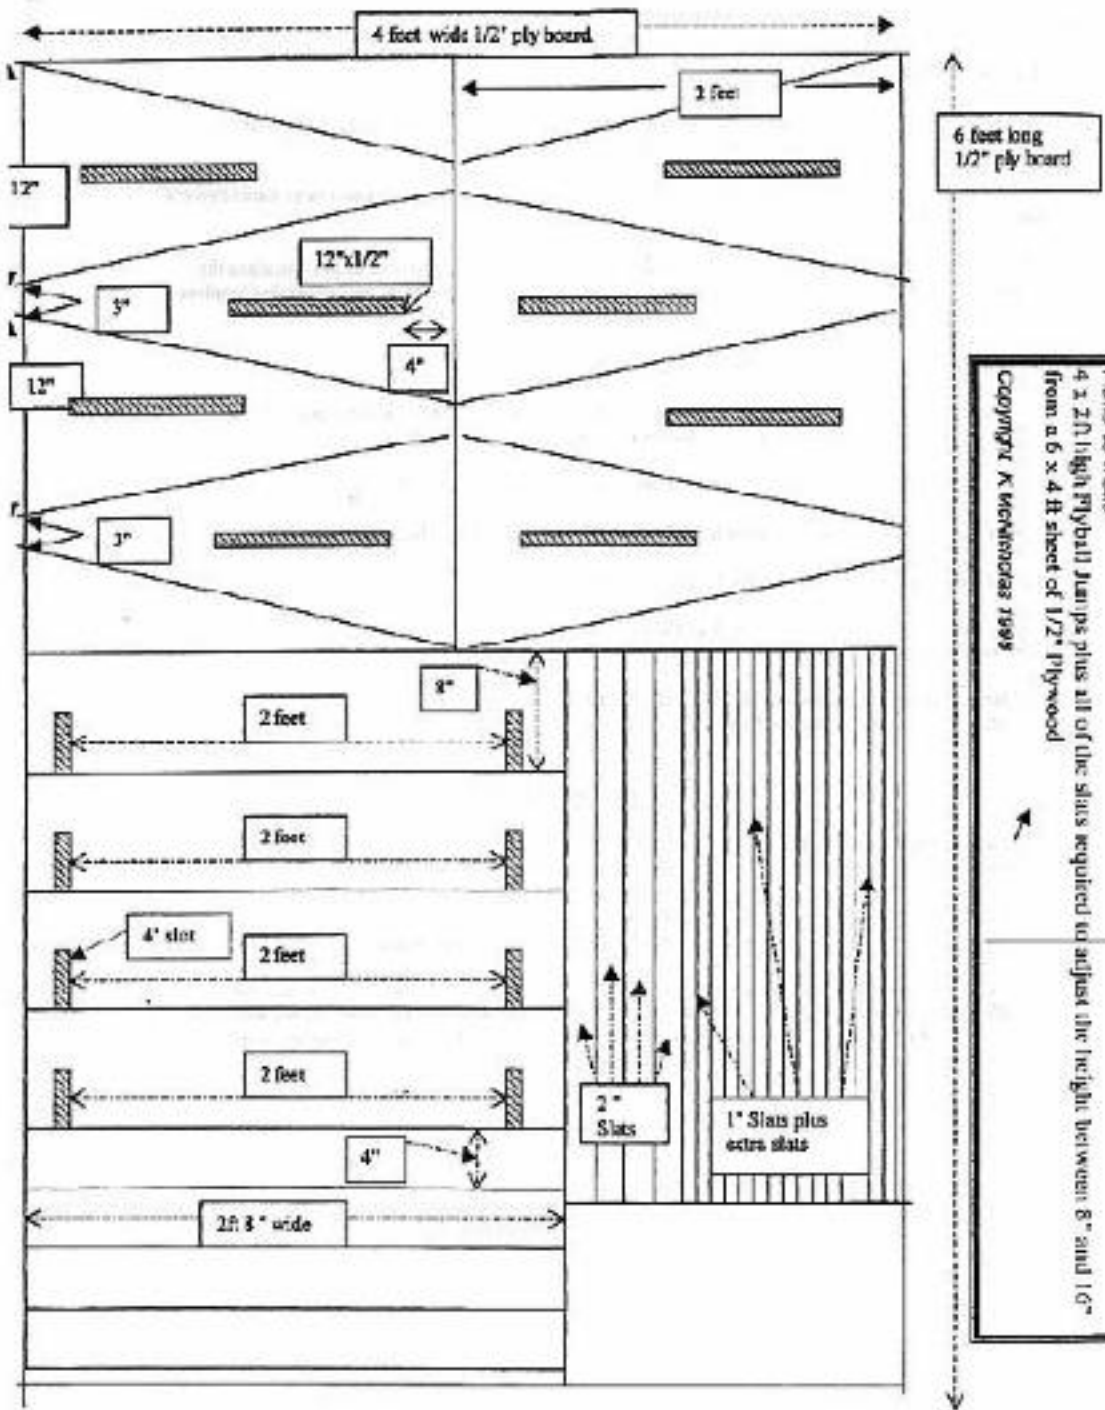 4 feet wide 1/2' ply board
2 feet
6 feet long
1/2" ply board
12"
12"x1/2"
3"
4"
12"
3"
4 x 2ft high Flyball Jumps plus all of the slats required to adjust the height between 8" and 16"
from a 6 x 4 ft sheet of 1/2" Plywood
Copyright K
8"
2 feet
2 feet
4' slot
2 feet
2 feet
2"
Slats
1" Slats plus
extra slats
4"
2ft 8" wide